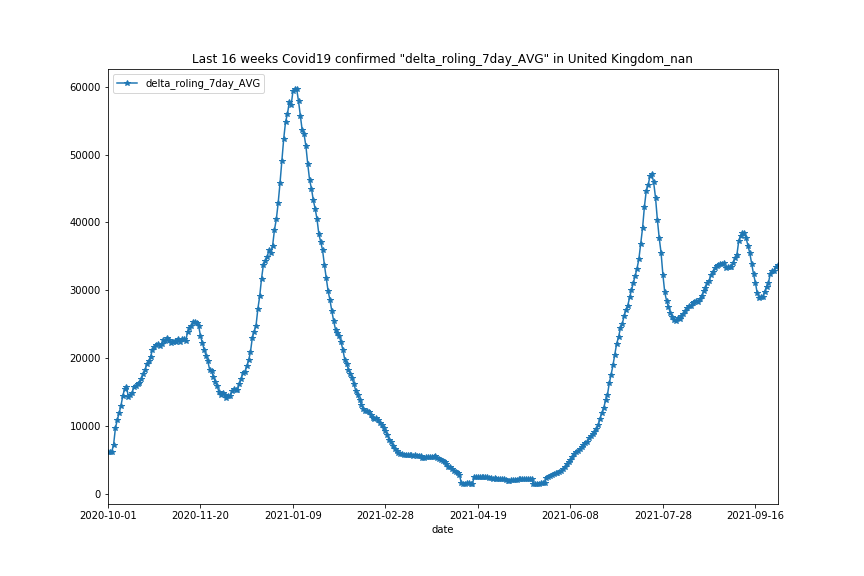 Last 16 weeks Covid19 confirmed "delta_roling_7day_AVG" in United Kingdom_nan
delta_roling_7day_AVG
60000
50000
40000
30000
20000
10000
0
2020-10-01 2020-11-20 2021-01-09 2021-02-28 2021-04-19 2021-06-08 2021-07-28 2021-09-16
date